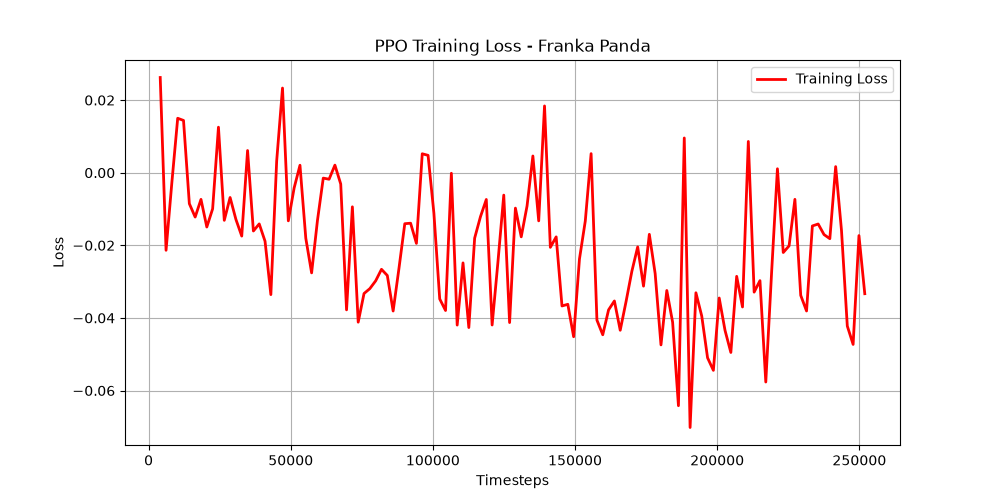 PPO Training Loss - Franka Panda
Training Loss
0.02
0.00
−0.02
−0.04
−0.06
Loss
0 50000 100000 150000 200000 250000
Timesteps